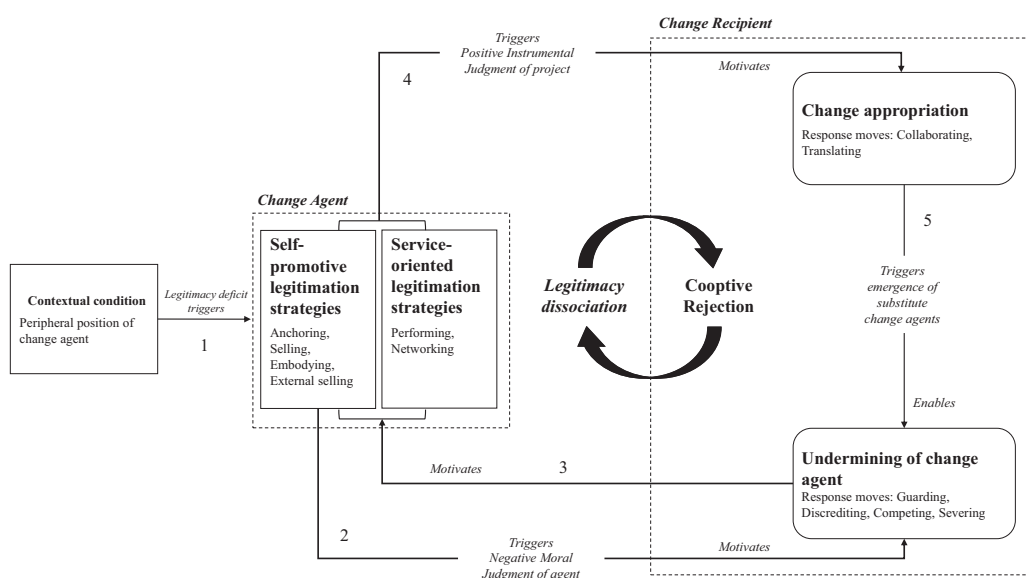 Change Recipient
Triggers
Positive Instrumental
Judgment of project
4
Motivates
Change appropriation
Response moves: Collaborating,
Translating
Change Agent
Self-
promotive
legitimation
strategies
Anchoring,
Selling,
Embodying,
External selling
Service-
oriented
legitimation
strategies
Performing,
Networking
Contextual condition
Peripheral position of
change agent
Legitimacy deficit
triggers
1
Legitimacy
dissociation
Cooptive
Rejection
5
Triggers
emergence of
substitute
change agents
Enables
Undermining of change
agent
Response moves: Guarding,
Discrediting, Competing, Severing
Motivates
3
2
Triggers
Negative Moral
Judgment of agent
Motivates